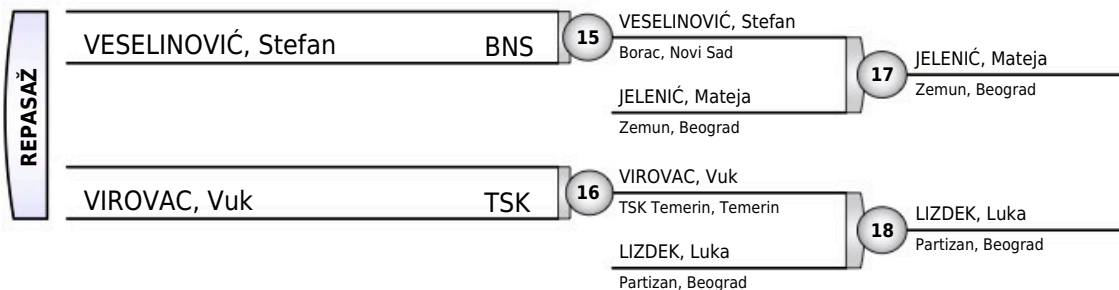 REPASAŽ
VESELINOVIĆ, Stefan BNS
15
VESELINOVIĆ, Stefan
Borac, Novi Sad
JELENIĆ, Mateja
Zemun, Beograd
17
JELENIĆ, Mateja
Zemun, Beograd
VIROVAC, Vuk TSK
16
VIROVAC, Vuk
TSK Temerin, Temerin
LIZDEK, Luka
Partizan, Beograd
18
LIZDEK, Luka
Partizan, Beograd